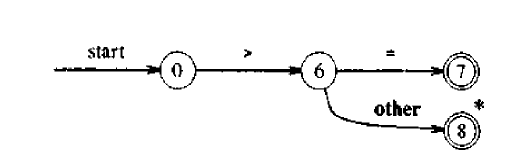 start 0 > 6 = 7
other 8 *